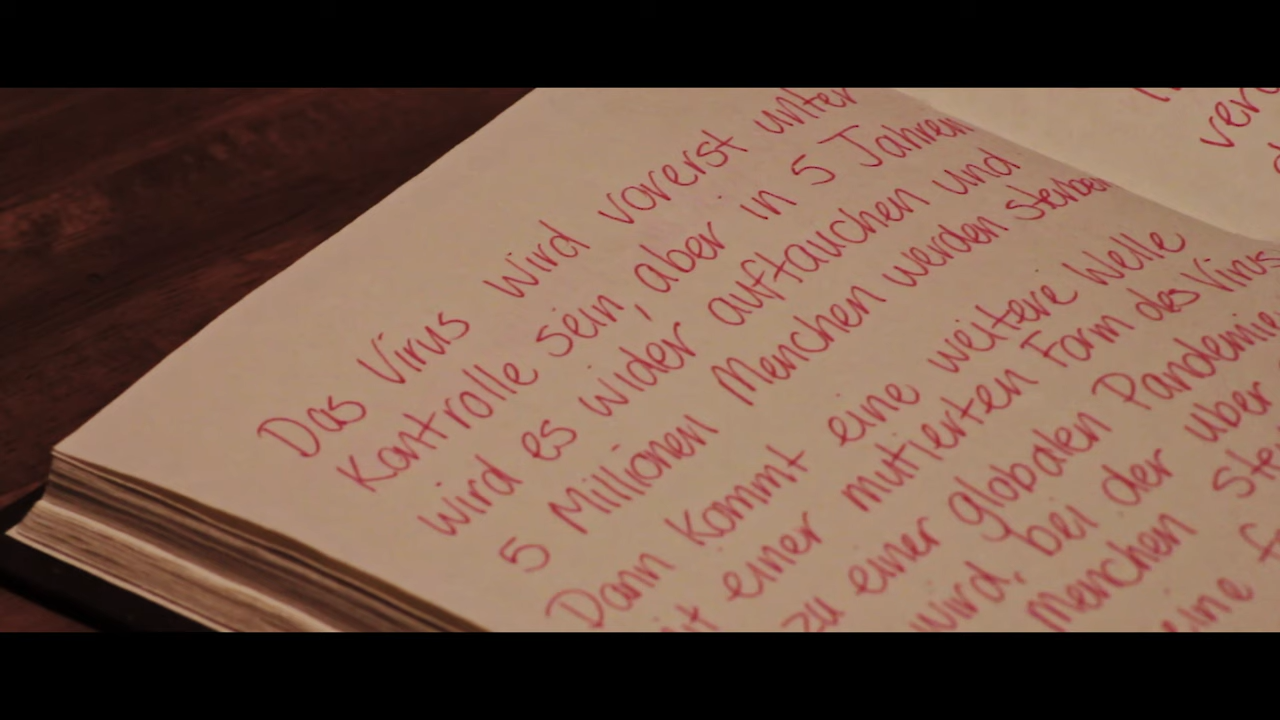 Das Virus wird vorerst unter
Kontrolle sein, aber in 5 Jahren
wird es wider auftauchen und
5 Millionen Menschen werden sterben
Dann kommt eine weitere Welle
einer mutierten Form des Virus
zu einer globalen Pandemie
wird, bei der über
Menschen